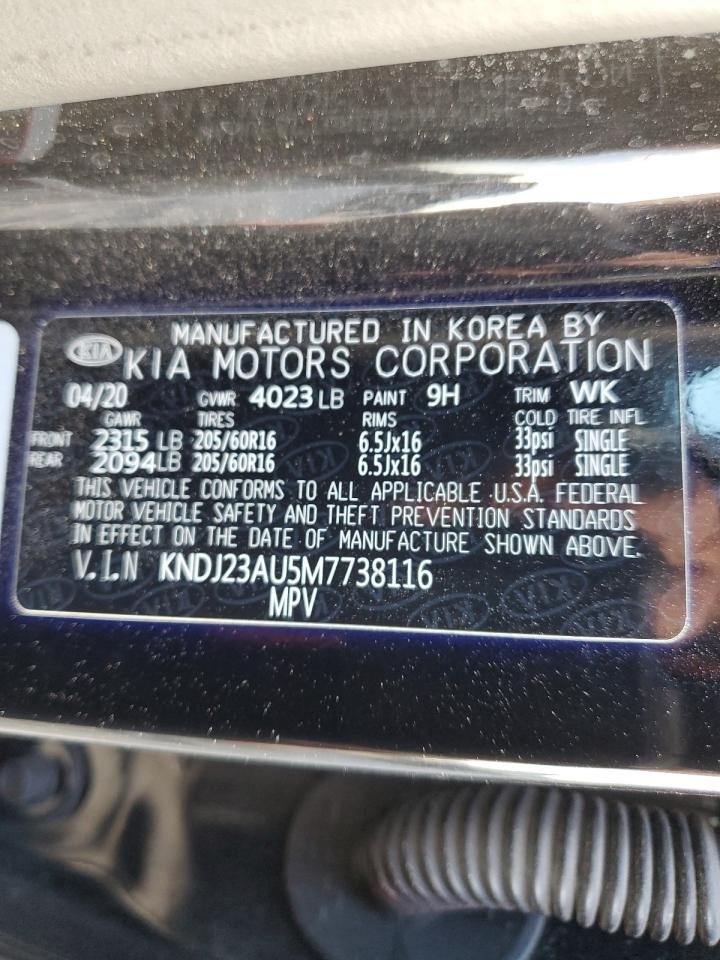 MANUFACTURED IN KOREA BY
KIA KIA MOTORS CORPORATION
04/20 GVWR 4023 LB PAINT 9H TRIM WK
GAWR TIRES RIMS COLD TIRE INFL
FRONT 2315 LB 205/60R16 6.5Jx16 33psi SINGLE
REAR 2094LB 205/60R16 6.5Jx16 33psi SINGLE
THIS VEHICLE CONFORMS TO ALL APPLICABLE U.S.A. FEDERAL
MOTOR VEHICLE SAFETY AND THEFT PREVENTION STANDARDS
IN EFFECT ON THE DATE OF MANUFACTURE SHOWN ABOVE.
V.I.N KNDJ23AU5M7738116
MPV